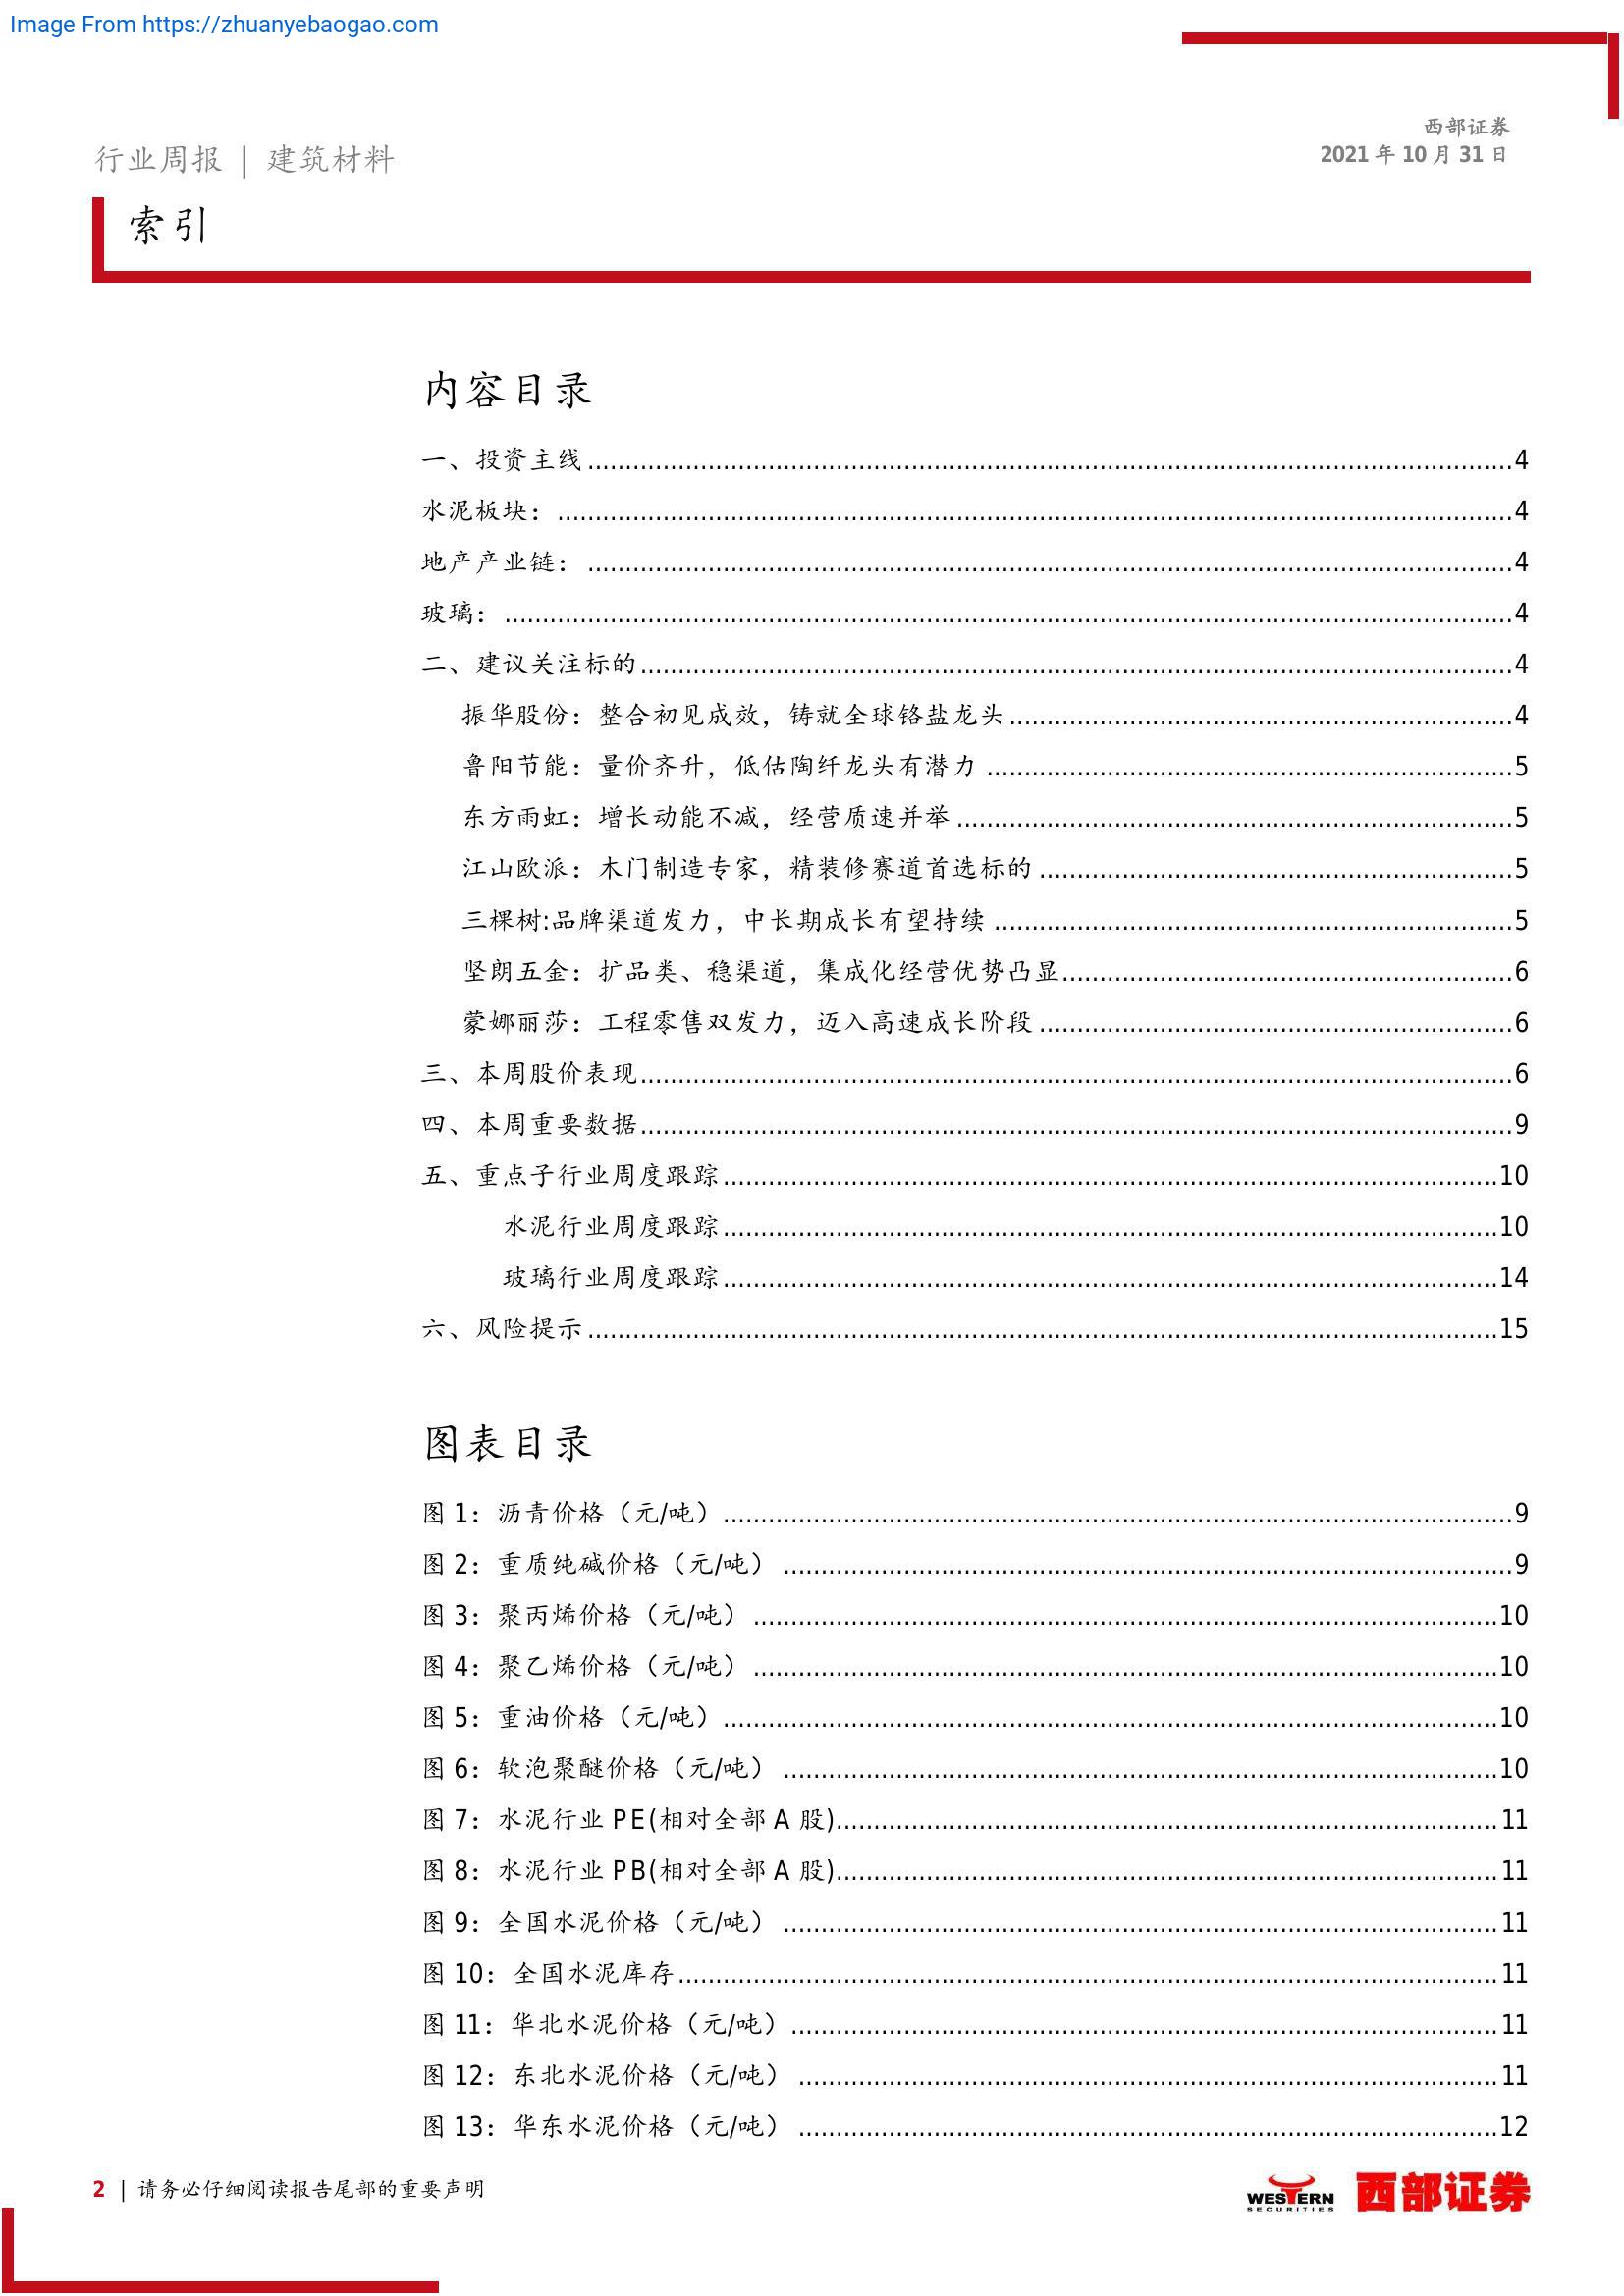 Image From https://zhuanyebaogao.com
西部证券
行业周报 | 建筑材料
2021 年 10 月 31 日
索引
内容目录
一、投资主线 ........ 4
水泥板块： ........ 4
地产产业链： ........ 4
玻璃： ........ 4
二、建议关注标的 ........ 4
振华股份：整合初见成效，铸就全球铬盐龙头 ........ 4
鲁阳节能：量价齐升，低估陶纤龙头有潜力 ........ 5
东方雨虹：增长动能不减，经营质速并举 ........ 5
江山欧派：木门制造专家，精装修赛道首选标的 ........ 5
三棵树:品牌渠道发力，中长期成长有望持续 ........ 5
坚朗五金：扩品类、稳渠道，集成化经营优势凸显 ........ 6
蒙娜丽莎：工程零售双发力，迈入高速成长阶段 ........ 6
三、本周股价表现 ........ 6
四、本周重要数据 ........ 9
五、重点子行业周度跟踪 ........ 10
水泥行业周度跟踪 ........ 10
玻璃行业周度跟踪 ........ 14
六、风险提示 ........ 15
图表目录
图 1：沥青价格（元/吨） ........ 9
图 2：重质纯碱价格（元/吨） ........ 9
图 3：聚丙烯价格（元/吨） ........ 10
图 4：聚乙烯价格（元/吨） ........ 10
图 5：重油价格（元/吨） ........ 10
图 6：软泡聚醚价格（元/吨） ........ 10
图 7：水泥行业 PE(相对全部 A 股) ........ 11
图 8：水泥行业 PB(相对全部 A 股) ........ 11
图 9：全国水泥价格（元/吨） ........ 11
图 10：全国水泥库存 ........ 11
图 11：华北水泥价格（元/吨） ........ 11
图 12：东北水泥价格（元/吨） ........ 11
图 13：华东水泥价格（元/吨） ........ 12
2 | 请务必仔细阅读报告尾部的重要声明
WESTERN
SECURITIES
西部证券